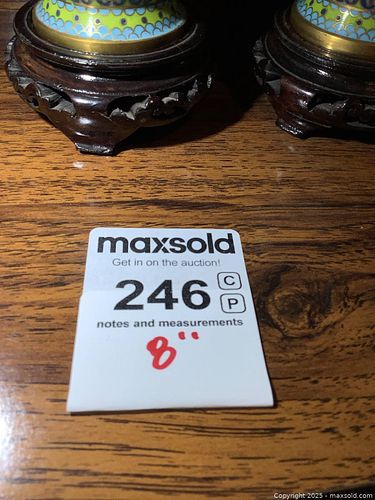 maxsold
Get in on the auction!
246 C
P
notes and measurements
8"
Copyright 2025 - maxsold.com